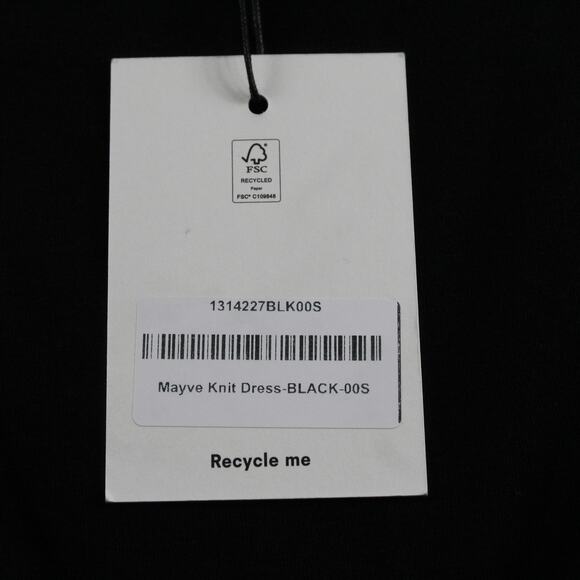 FSC
RECYCLED
Paper
FSC® C109848
1314227BLK00S
Mayve Knit Dress-BLACK-00S
Recycle me